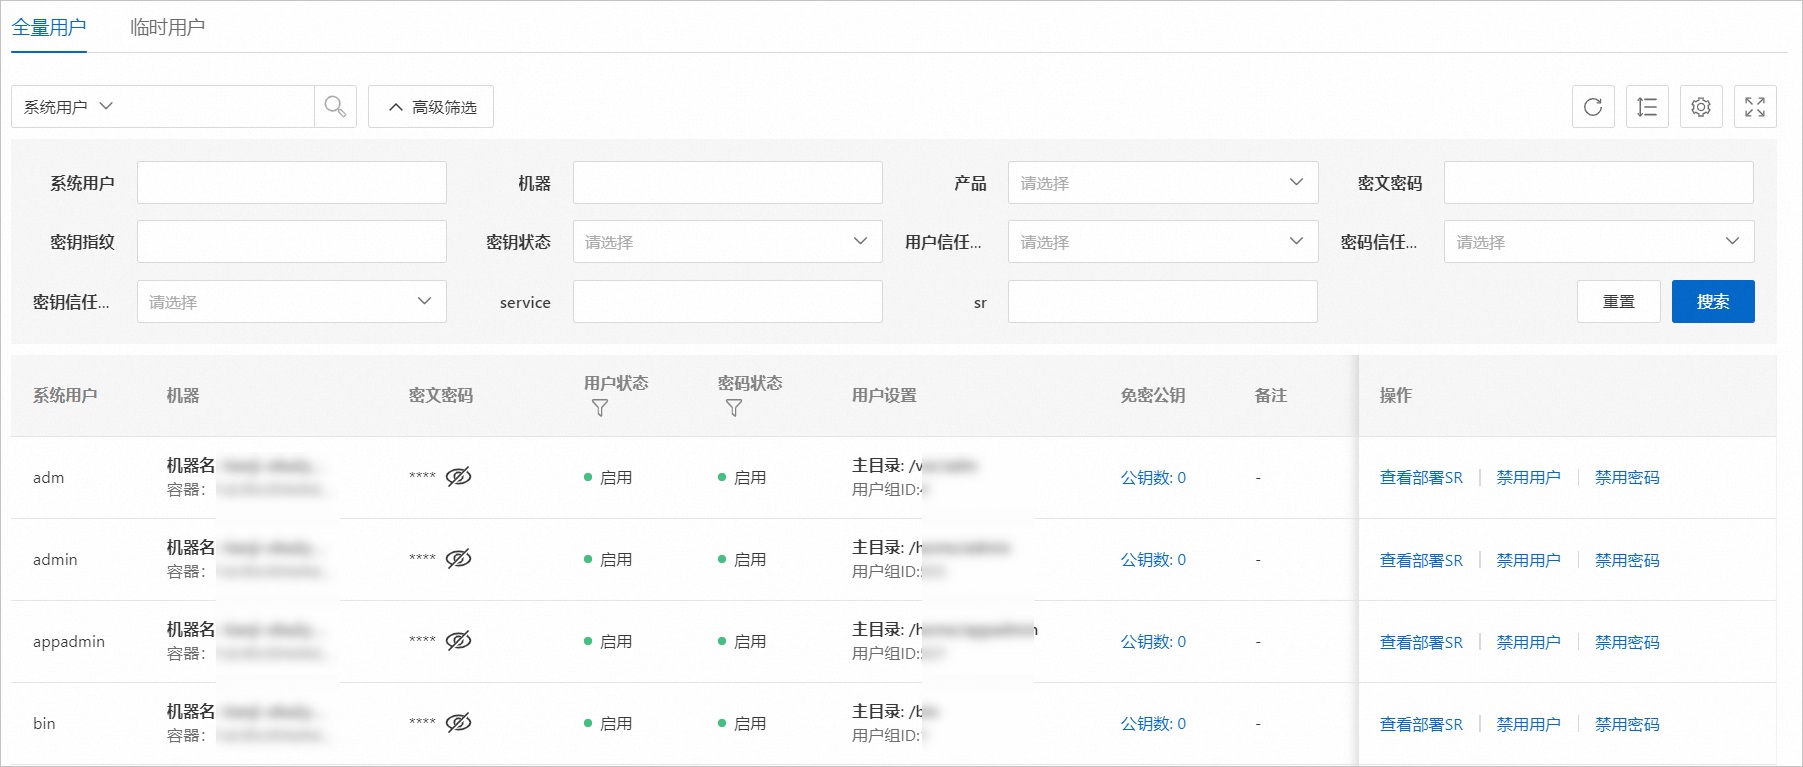 全量用户 临时用户
系统用户 高级筛选
系统用户 机器 产品 请选择 密文密码
密钥指纹 密钥状态 请选择 用户信任... 请选择 密码信任... 请选择
密钥信任... 请选择 service sr 重置 搜索
系统用户 机器 密文密码 用户状态 密码状态 用户设置 免密公钥 备注 操作
adm 机器名 **** 启用 启用 主目录: 公钥数: 0 - 查看部署SR 禁用用户 禁用密码
容器: 用户组ID:
admin 机器名 **** 启用 启用 主目录: 公钥数: 0 - 查看部署SR 禁用用户 禁用密码
容器: 用户组ID:
appadmin 机器名 **** 启用 启用 主目录: 公钥数: 0 - 查看部署SR 禁用用户 禁用密码
容器: 用户组ID:
bin 机器名 **** 启用 启用 主目录: 公钥数: 0 - 查看部署SR 禁用用户 禁用密码
容器: 用户组ID: